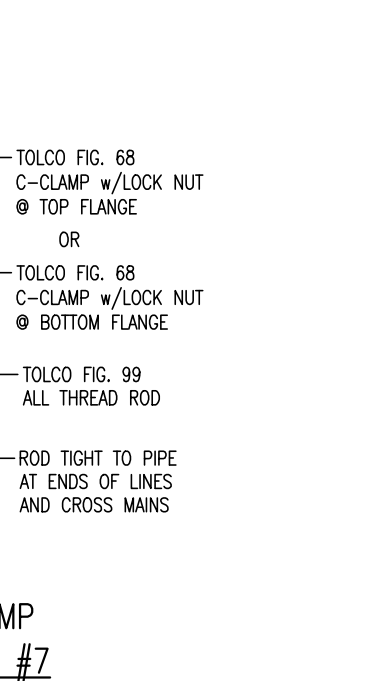 TOLCO FIG. 68
C-CLAMP w/LOCK NUT
@ TOP FLANGE
OR
TOLCO FIG. 68
C-CLAMP w/LOCK NUT
@ BOTTOM FLANGE
TOLCO FIG. 99
ALL THREAD ROD
ROD TIGHT TO PIPE
AT ENDS OF LINES
AND CROSS MAINS
MP
#7